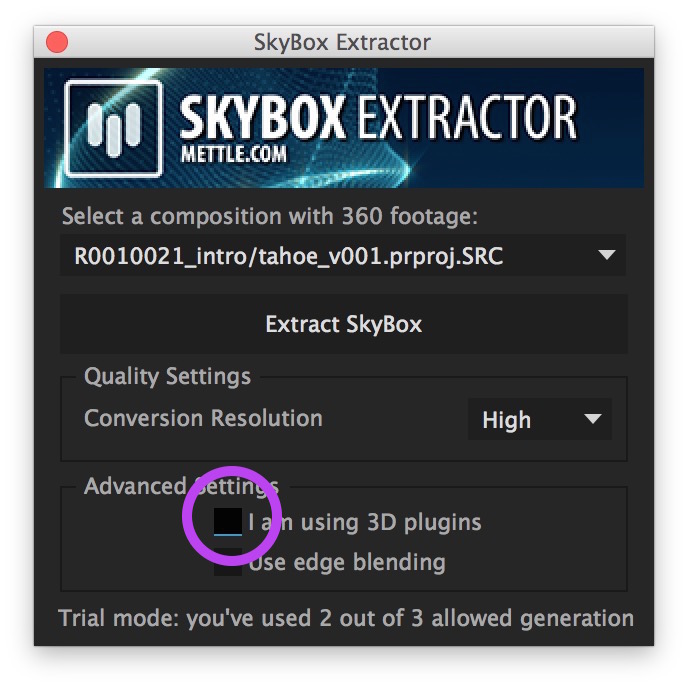 SkyBox Extractor
SKYBOX EXTRACTOR
METTLE.COM
Select a composition with 360 footage:
R0010021_intro/tahoe_v001.prproj.SRC
Extract SkyBox
Quality Settings
Conversion Resolution High
Advanced Settings
I am using 3D plugins
Use edge blending
Trial mode: you've used 2 out of 3 allowed generation